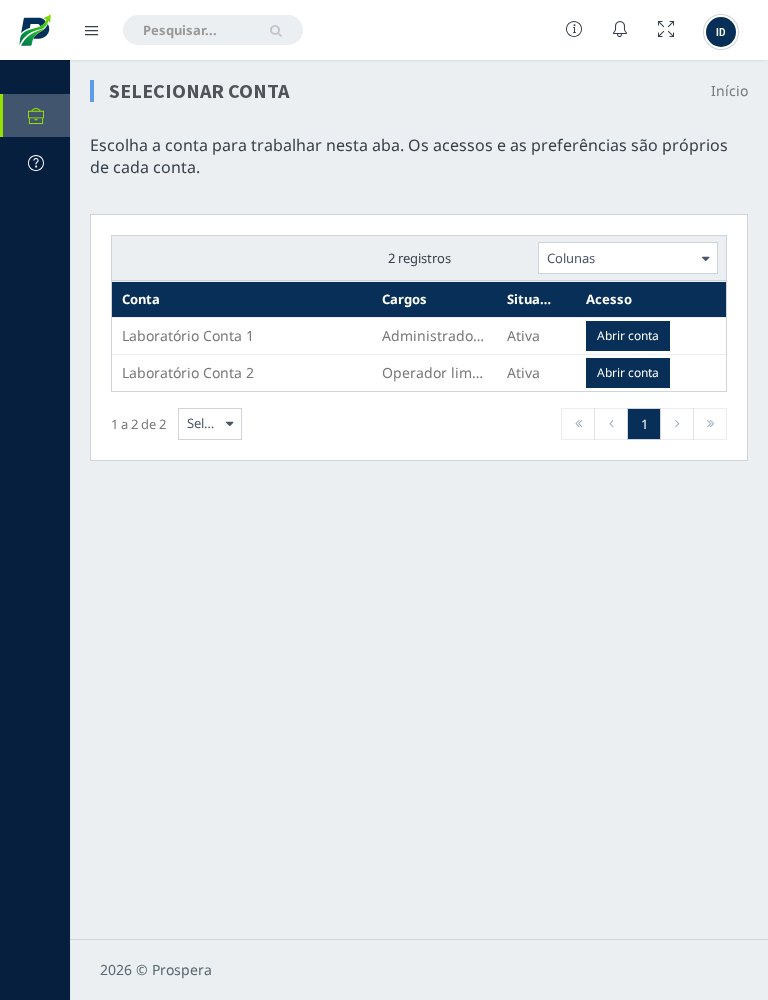 Pesquisar...
ID
SELECIONAR CONTA
Início
Escolha a conta para trabalhar nesta aba. Os acessos e as preferências são próprios
de cada conta.
2 registros
Colunas
Conta Cargos Situa... Acesso
Laboratório Conta 1 Administrado... Ativa Abrir conta
Laboratório Conta 2 Operador lim... Ativa Abrir conta
1 a 2 de 2 Sel... « ‹ 1 › »
2026 © Prospera